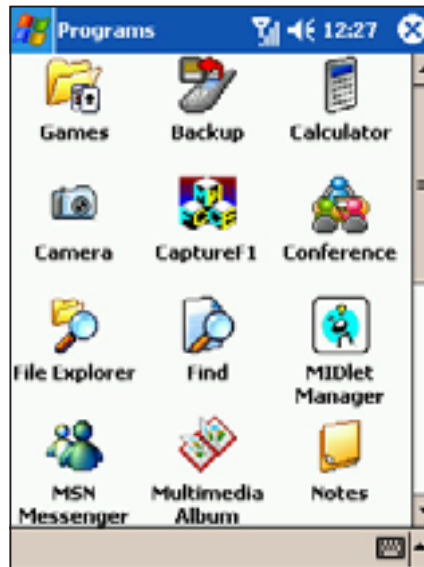 Programs 12:27
Games Backup Calculator
Camera CaptureF1 Conference
File Explorer Find MIDlet
Manager
MSN Multimedia Notes
Messenger Album